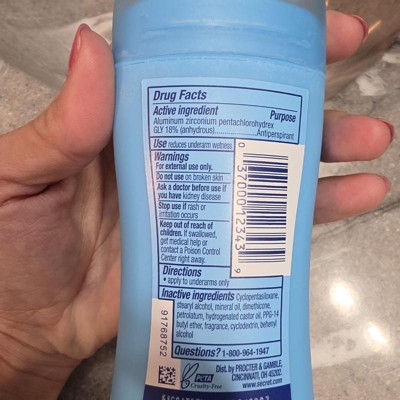 Drug Facts
Active ingredient Purpose
Aluminum zirconium pentachlorohydrex
GLY 18% (anhydrous)..................Antiperspirant
Use reduces underarm wetness
Warnings
For external use only.
Do not use on broken skin
Ask a doctor before use if
you have kidney disease
Stop use if rash or
irritation occurs
Keep out of reach of
children. If swallowed,
get medical help or
contact a Poison Control
Center right away.
0 37000 12343 9
Directions
• apply to underarms only
Inactive ingredients Cyclopentasiloxane,
stearyl alcohol, mineral oil, dimethicone,
petrolatum, hydrogenated castor oil, PPG-14
butyl ether, fragrance, cyclodextrin, behenyl
alcohol
Questions? 1-800-964-1947
91768752
PETA
Cruelty-Free
Dist. by PROCTER & GAMBLE,
CINCINNATI, OH 45202.
www.secret.com